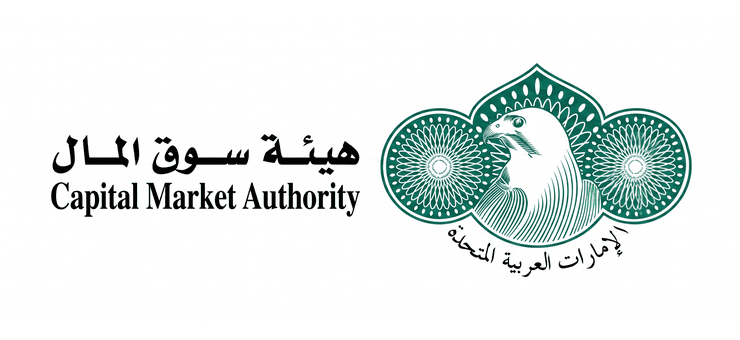 هيئة سوق المال
Capital Market Authority
الإمارات العربية المتحدة